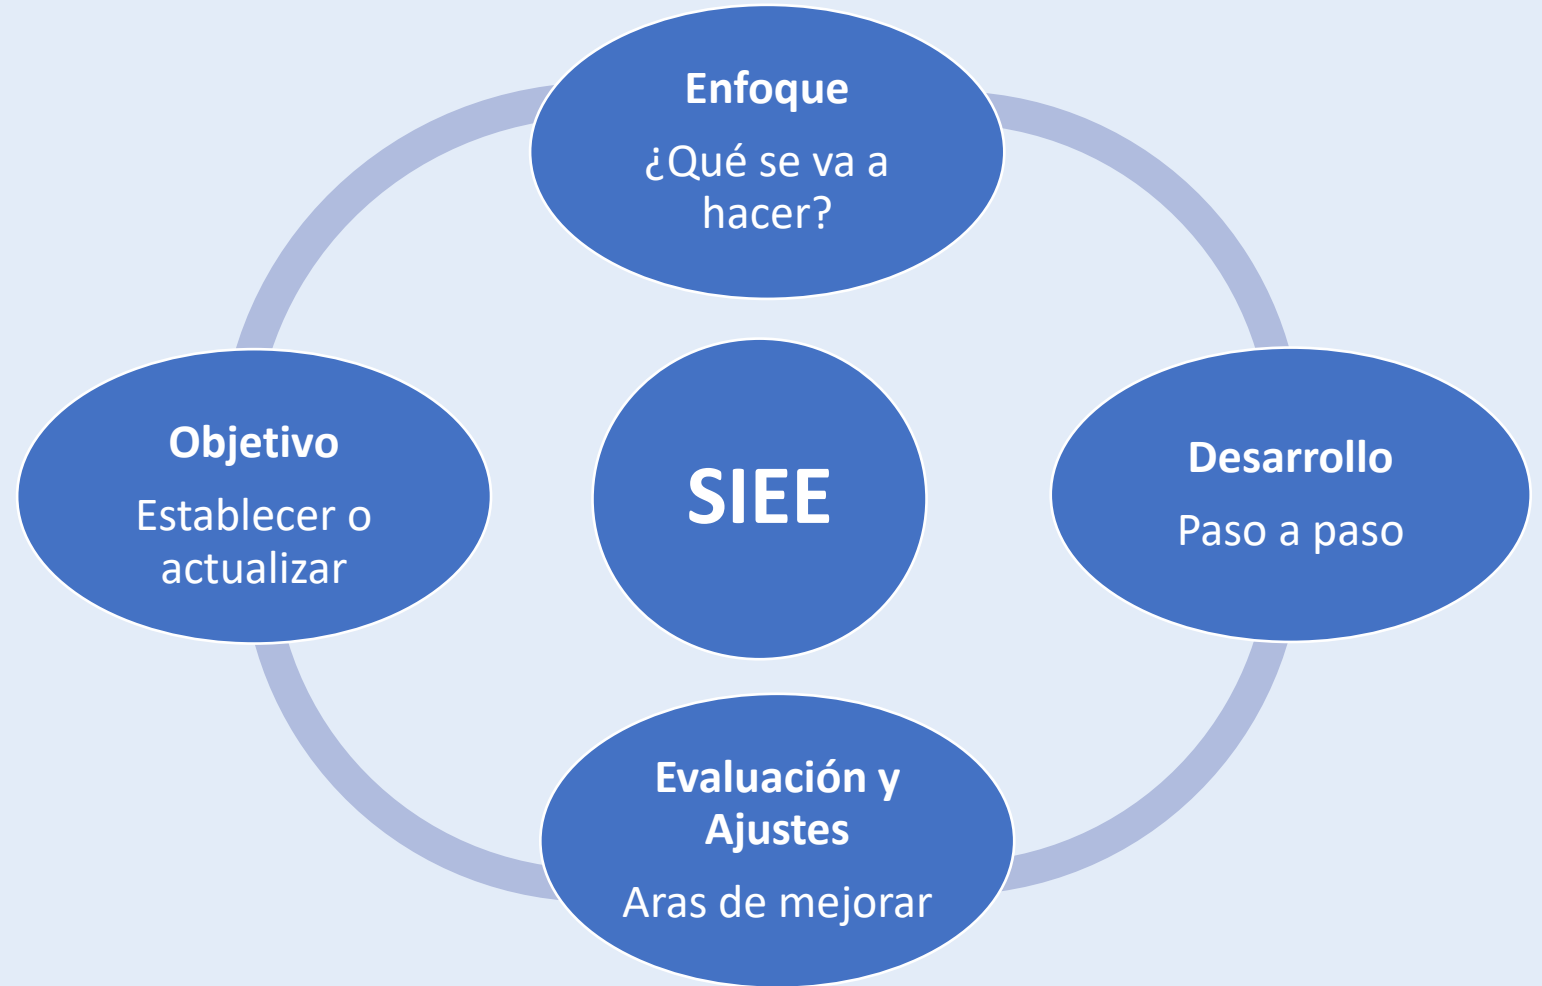 Enfoque
¿Qué se va a
hacer?
Objetivo
Establecer o
actualizar
SIEE
Desarrollo
Paso a paso
Evaluación y
Ajustes
Aras de mejorar